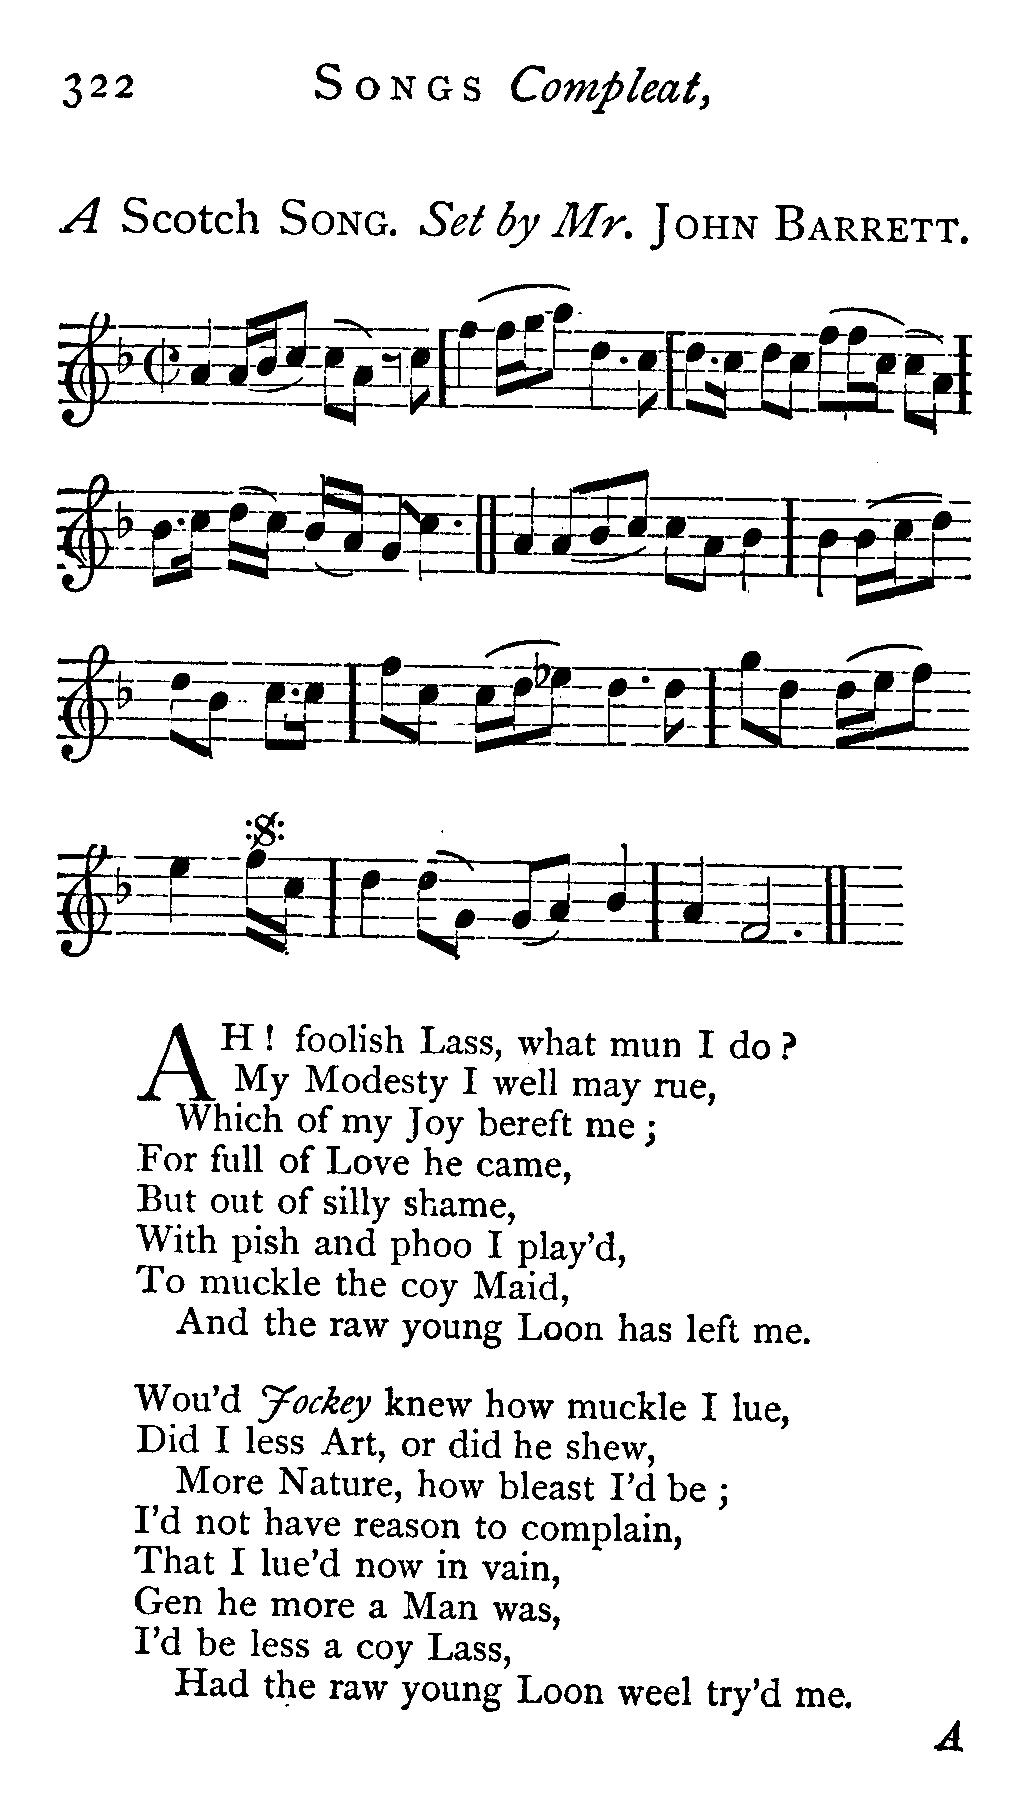 322 SONGS Compleat,
A Scotch SONG. Set by Mr. JOHN BARRETT.
AH! foolish Lass, what mun I do?
My Modesty I well may rue,
Which of my Joy bereft me;
For full of Love he came,
But out of silly shame,
With pish and phoo I play'd,
To muckle the coy Maid,
And the raw young Loon has left me.
Wou'd Jockey knew how muckle I lue,
Did I less Art, or did he shew,
More Nature, how bleast I'd be;
I'd not have reason to complain,
That I lue'd now in vain,
Gen he more a Man was,
I'd be less a coy Lass,
Had the raw young Loon weel try'd me.
A